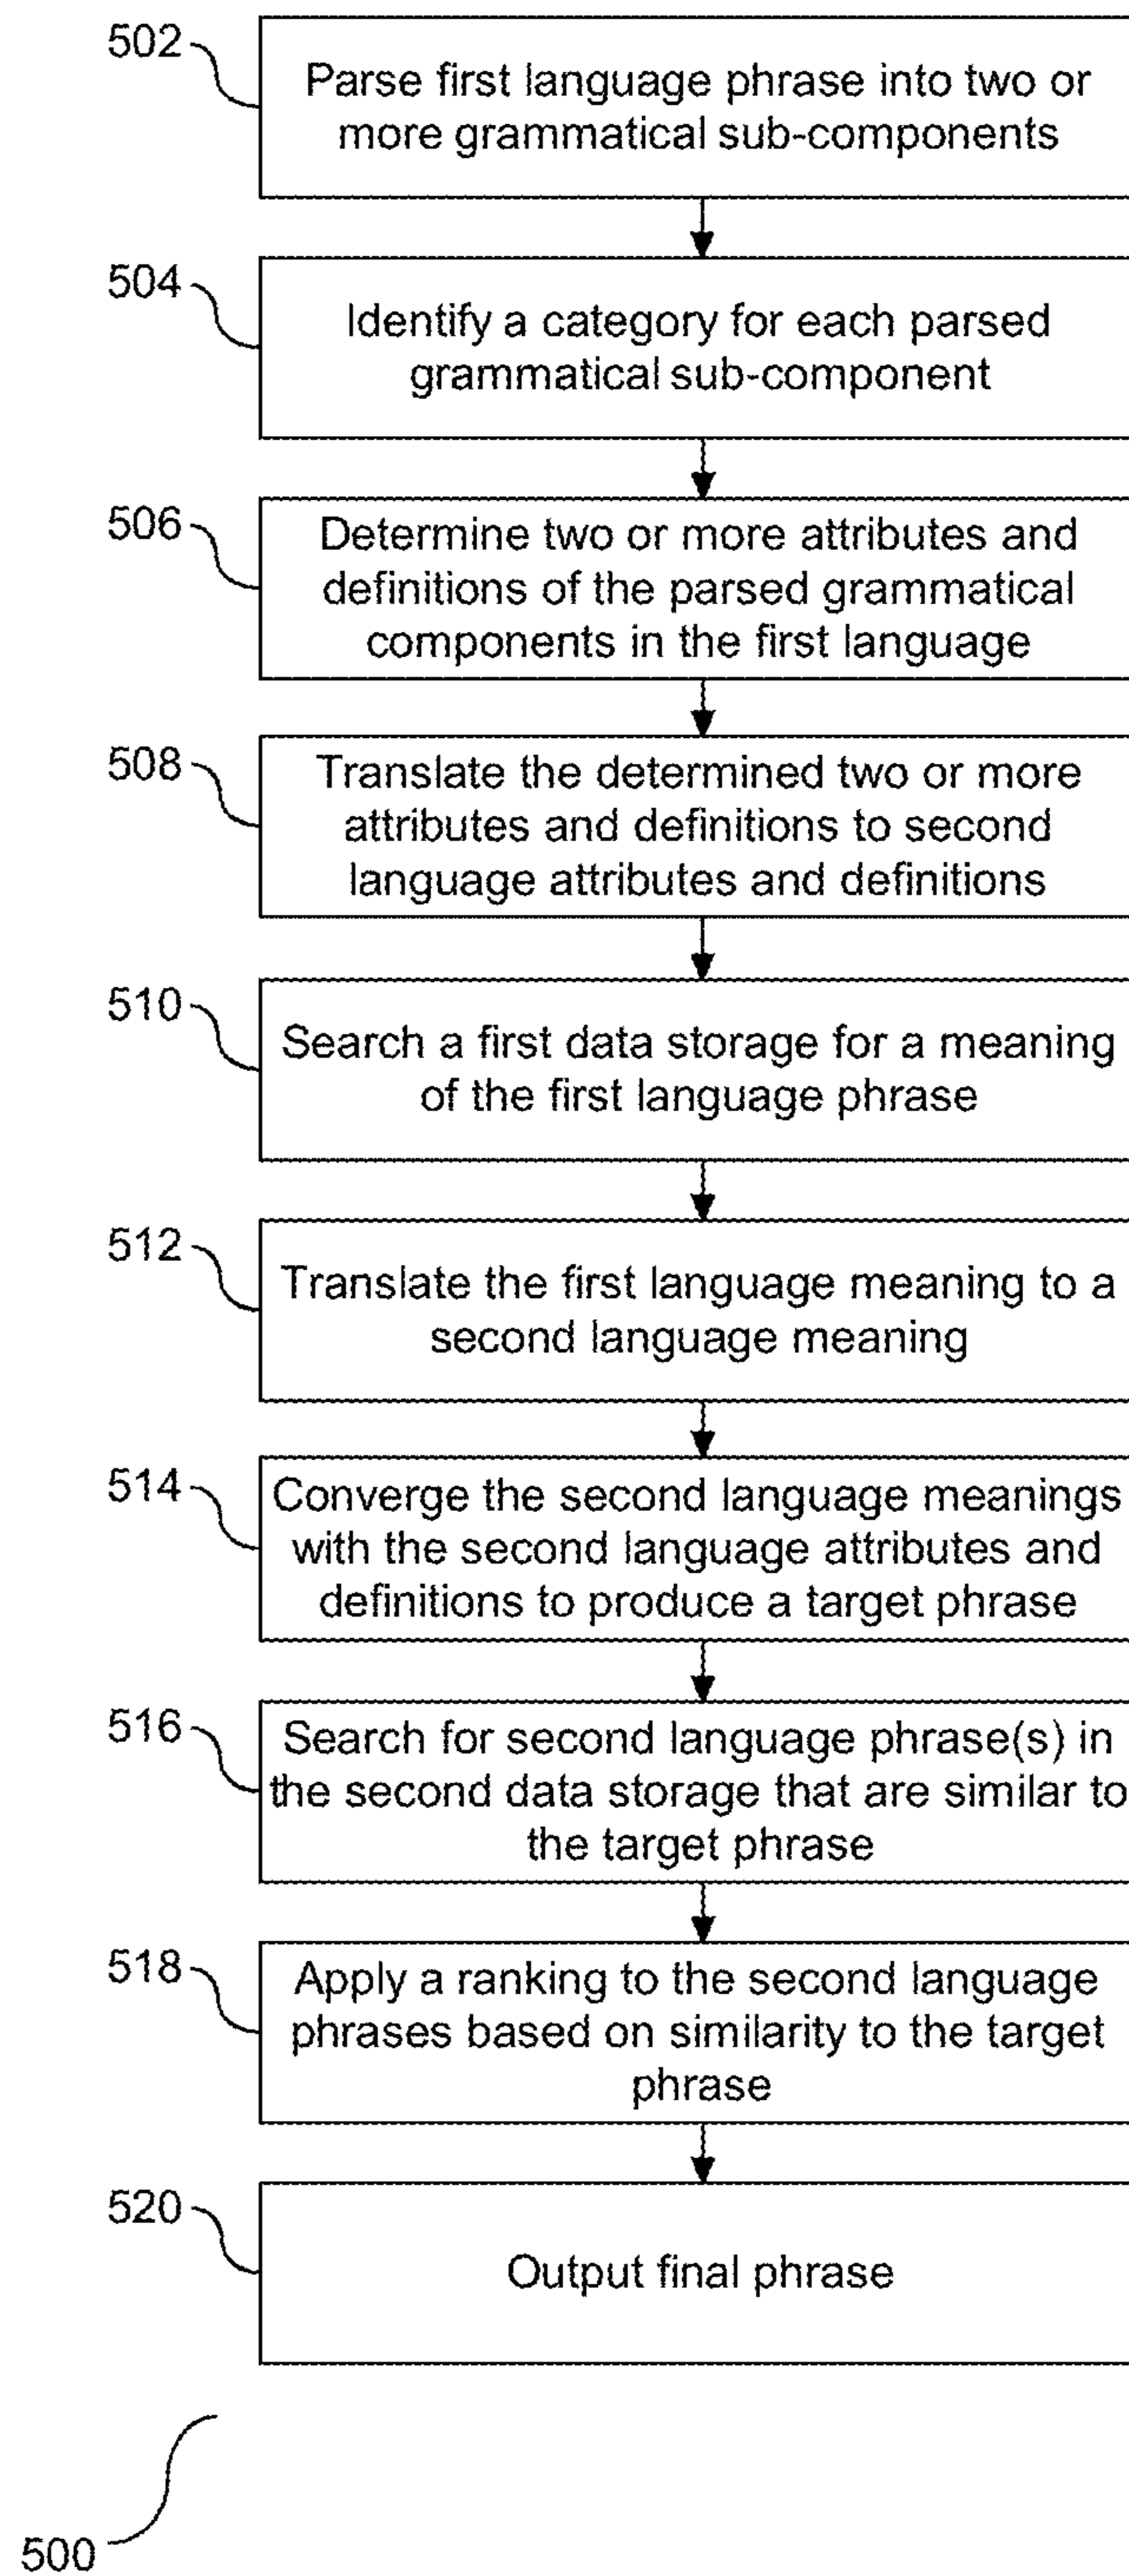 502
Parse first language phrase into two or
more grammatical sub-components
504
Identify a category for each parsed
grammatical sub-component
506
Determine two or more attributes and
definitions of the parsed grammatical
components in the first language
508
Translate the determined two or more
attributes and definitions to second
language attributes and definitions
510
Search a first data storage for a meaning
of the first language phrase
512
Translate the first language meaning to a
second language meaning
514
Converge the second language meanings
with the second language attributes and
definitions to produce a target phrase
516
Search for second language phrase(s) in
the second data storage that are similar to
the target phrase
518
Apply a ranking to the second language
phrases based on similarity to the target
phrase
520
Output final phrase
500